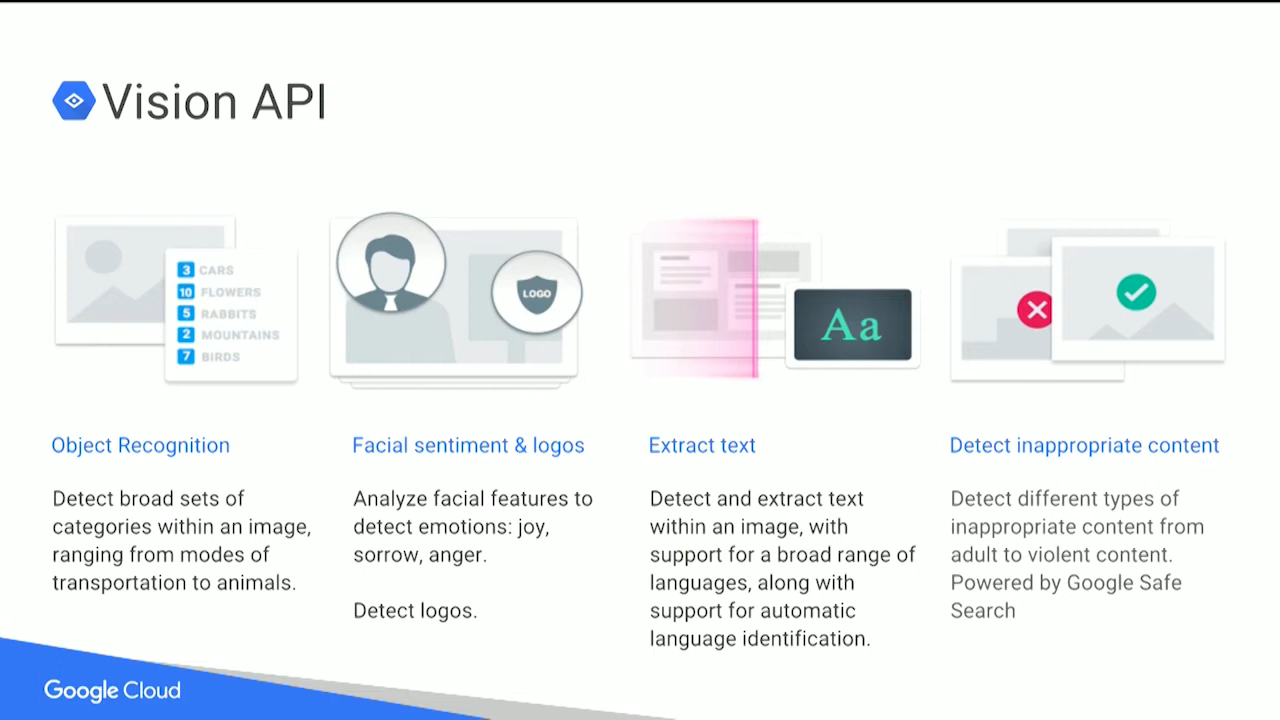 Vision API
3 CARS
10 FLOWERS
5 RABBITS
2 MOUNTAINS
7 BIRDS
LOGO
Aa
Object Recognition
Detect broad sets of
categories within an image,
ranging from modes of
transportation to animals.
Facial sentiment & logos
Analyze facial features to
detect emotions: joy,
sorrow, anger.
Detect logos.
Extract text
Detect and extract text
within an image, with
support for a broad range of
languages, along with
support for automatic
language identification.
Detect inappropriate content
Detect different types of
inappropriate content from
adult to violent content.
Powered by Google Safe
Search
Google Cloud